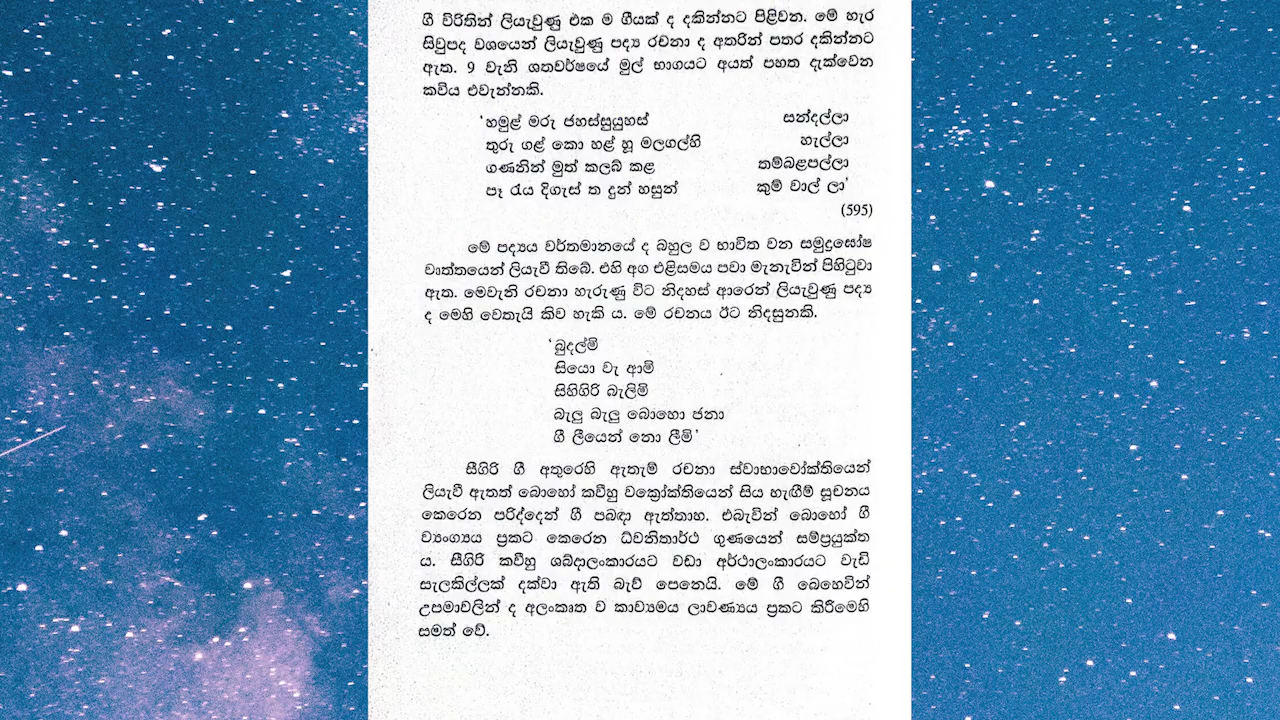 ගී විරිතින් ලියැවුණු එක ම ගීයක් ද දකින්නට පිළිවන. මේ හැර
සිවුපද වශයෙන් ලියැවුණු පද්‍ය රචනා ද අතරින් පතර දකින්නට
ඇත. 9 වැනි ශතවර්ෂයේ මුල් භාගයට අයත් පහත දැක්වෙන
කවිය එවැන්නකි.
'හමුළ් මරු ජහස්සුයුහස් සන්දල්ලා
තුරු ගළ් කො හළ් හූ මලගල්හි හැල්ලා
ගණනින් මුත් කලබ් කළ තම්බළපල්ලා
පෑ රැය දිගැස් ත දුන් හසුන් කුම් වාල් ලා'
(595)
මේ පද්‍යය වර්තමානයේ ද බහුල ව භාවිත වන සමුද්‍රඝෝෂ
වෘත්තයෙන් ලියැවී තිබේ. එහි අග එළිසමය පවා මැනැවින් පිහිටුවා
ඇත. මෙවැනි රචනා හැරුණු විට නිදහස් ආරෙන් ලියැවුණු පද්‍ය
ද මෙහි වෙතැයි කිව හැකි ය. මේ රචනය ඊට නිදසුනකි.
'බුදල්මි
සියො වැ ආමි
සිහිගිරි බැලිමි
බැලු බැලු බොහො ජනා
ගී ලීයෙන් නො ලීමි'
සීගිරි ගී අතුරෙහි ඇතැම් රචනා ස්වාභාවෝක්තියෙන්
ලියැවී ඇතත් බොහෝ කවීහු වක්‍රෝක්තියෙන් සිය හැඟීම් සූචනය
කෙරෙන පරිද්දෙන් ගී පබඳා ඇත්තාහ. එබැවින් බොහෝ ගී
ව්‍යංග්‍යය ප්‍රකට කෙරෙන ධ්වනිතාර්ථ ගුණයෙන් සම්ප්‍රයුක්ත
ය. සීගිරි කවීහු ශබ්දාලංකාරයට වඩා අර්ථාලංකාරයට වැඩි
සැලකිල්ලක් දක්වා ඇති බැව් පෙනෙයි. මේ ගී බෙහෙවින්
උපමාවලින් ද අලංකෘත ව කාව්‍යමය ලාවණ්‍යය ප්‍රකට කිරීමෙහි
සමත් වේ.